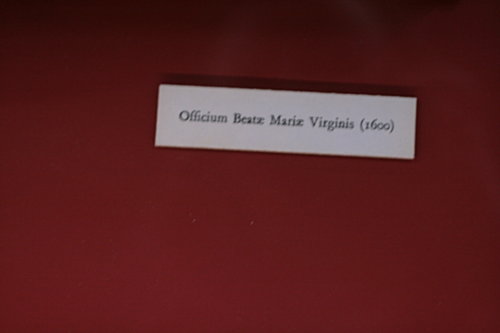 Officium Beatæ Mariæ Virginis (1600)